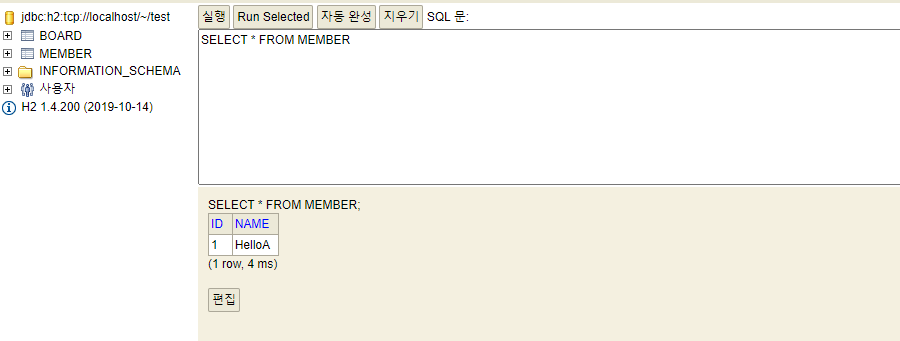 jdbc:h2:tcp://localhost/~/test
BOARD
MEMBER
INFORMATION_SCHEMA
사용자
H2 1.4.200 (2019-10-14)
실행 Run Selected 자동 완성 지우기 SQL 문:
SELECT * FROM MEMBER
SELECT * FROM MEMBER;
ID NAME
1 HelloA
(1 row, 4 ms)
편집